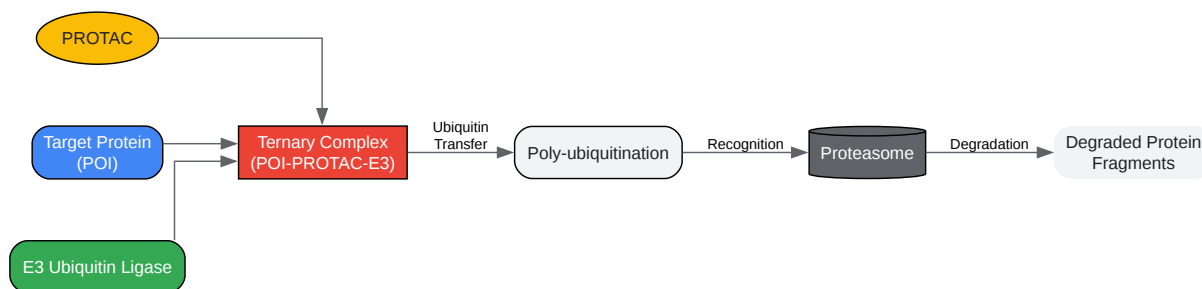 PROTAC
Target Protein
(POI)
E3 Ubiquitin Ligase
Ternary Complex
(POI-PROTAC-E3)
Ubiquitin
Transfer
Poly-ubiquitination
Recognition
Proteasome
Degradation
Degraded Protein
Fragments